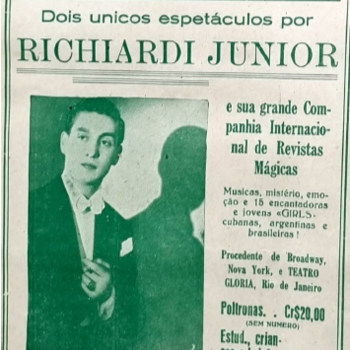 Dois unicos espetáculos por
RICHIARDI JUNIOR
e sua grande Com-
panhia Internacio-
nal de Revistas
Mágicas
Musicas, mistério, emo-
ção e 15 encantadoras
e jovens «GIRLS»
cubanas, argentinas e
brasileiras!
Procedente de Broadway,
Nova York, e TEATRO
GLORIA, Rio de Janeiro
Poltronas. . Cr$20,00
(SEM NUMERO)
Estud., crian-